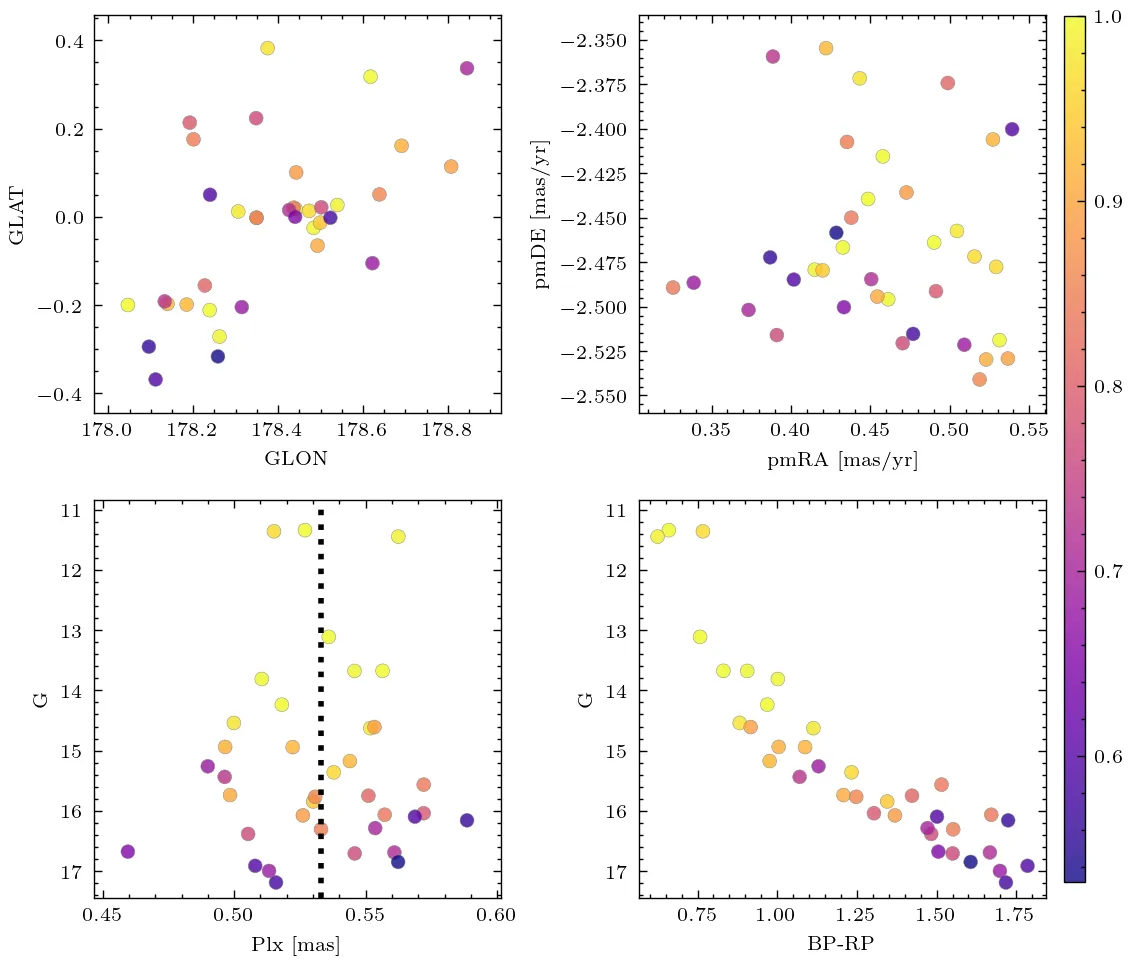 0.4
0.2
0.0
−0.2
−0.4
GLAT
178.0 178.2 178.4 178.6 178.8
GLON
−2.350
−2.375
−2.400
−2.425
−2.450
−2.475
−2.500
−2.525
−2.550
pmDE [mas/yr]
0.35 0.40 0.45 0.50 0.55
pmRA [mas/yr]
11
12
13
14
15
16
17
G
0.45 0.50 0.55 0.60
Plx [mas]
11
12
13
14
15
16
17
G
0.75 1.00 1.25 1.50 1.75
BP-RP
1.0
0.9
0.8
0.7
0.6